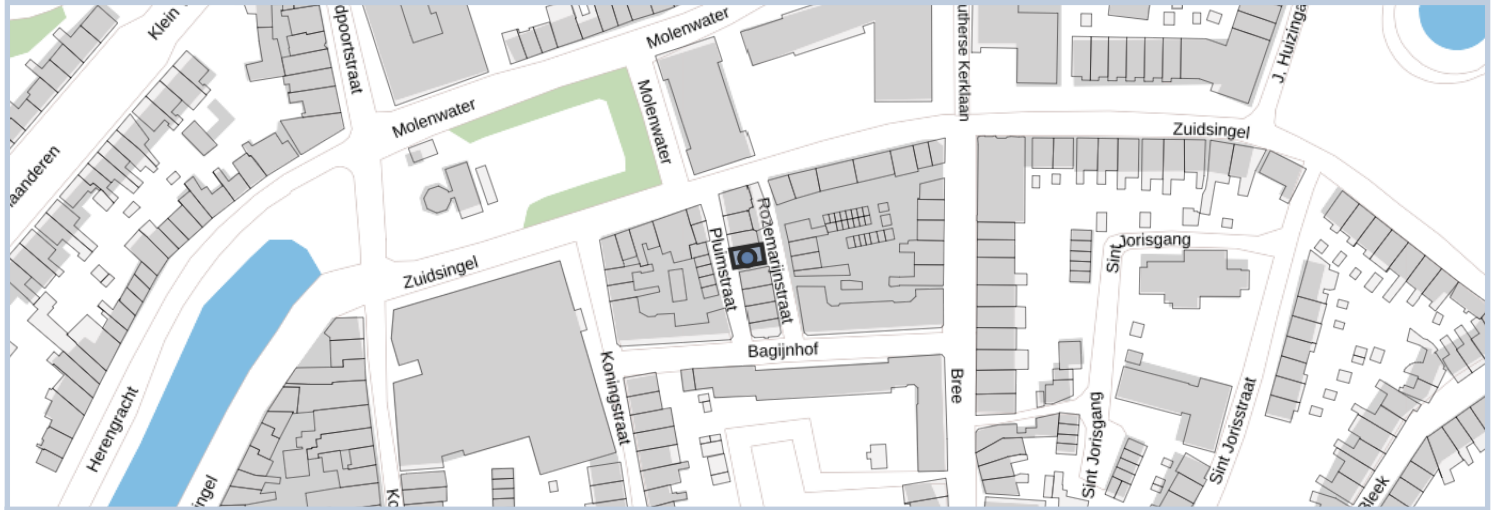 Klein
dpoortstraat
Molenwater
utherse Kerklaan
J. Huizinga
Molenwater
Molenwater
Zuidsingel
aanderen
Rozemarijnstraat
Pluimstraat
Sint Jorisgang
Zuidsingel
Bagijnhof
Koningstraat
Bree
Herengracht
Sint Jorisgang
Sint Jorisstraat
ingel
Ko
Bleek